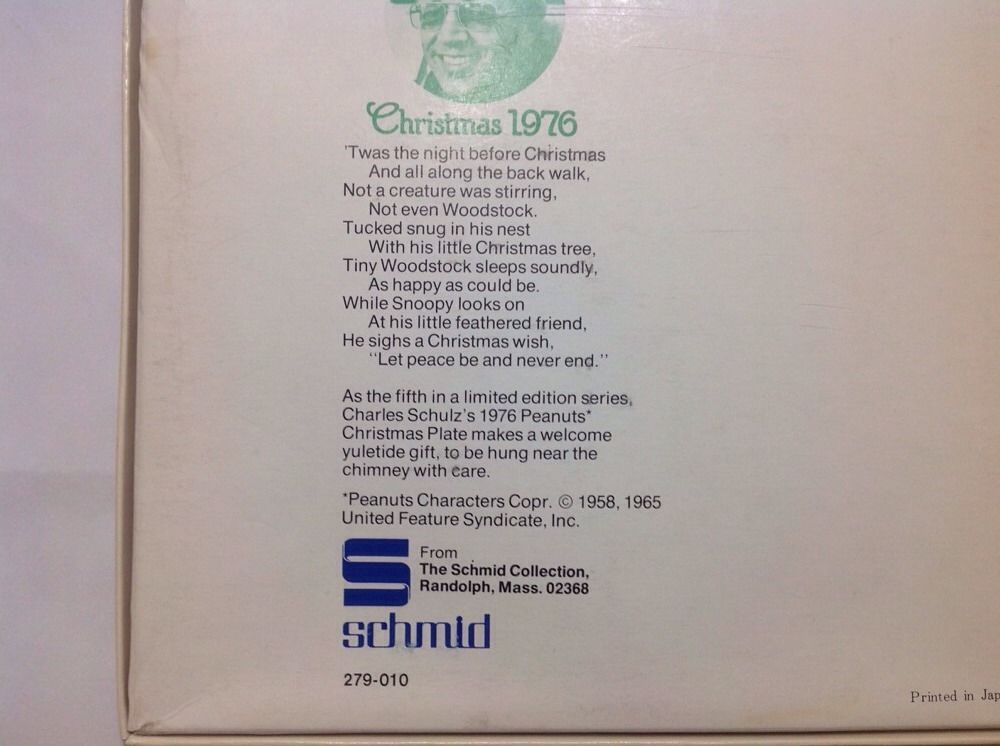 Christmas 1976
'Twas the night before Christmas
And all along the back walk,
Not a creature was stirring,
Not even Woodstock.
Tucked snug in his nest
With his little Christmas tree,
Tiny Woodstock sleeps soundly,
As happy as could be.
While Snoopy looks on
At his little feathered friend,
He sighs a Christmas wish,
"Let peace be and never end."
As the fifth in a limited edition series,
Charles Schulz's 1976 Peanuts*
Christmas Plate makes a welcome
yuletide gift, to be hung near the
chimney with care.
*Peanuts Characters Copr. © 1958, 1965
United Feature Syndicate, Inc.
From
The Schmid Collection,
Randolph, Mass. 02368
schmid
279-010
Printed in Jap